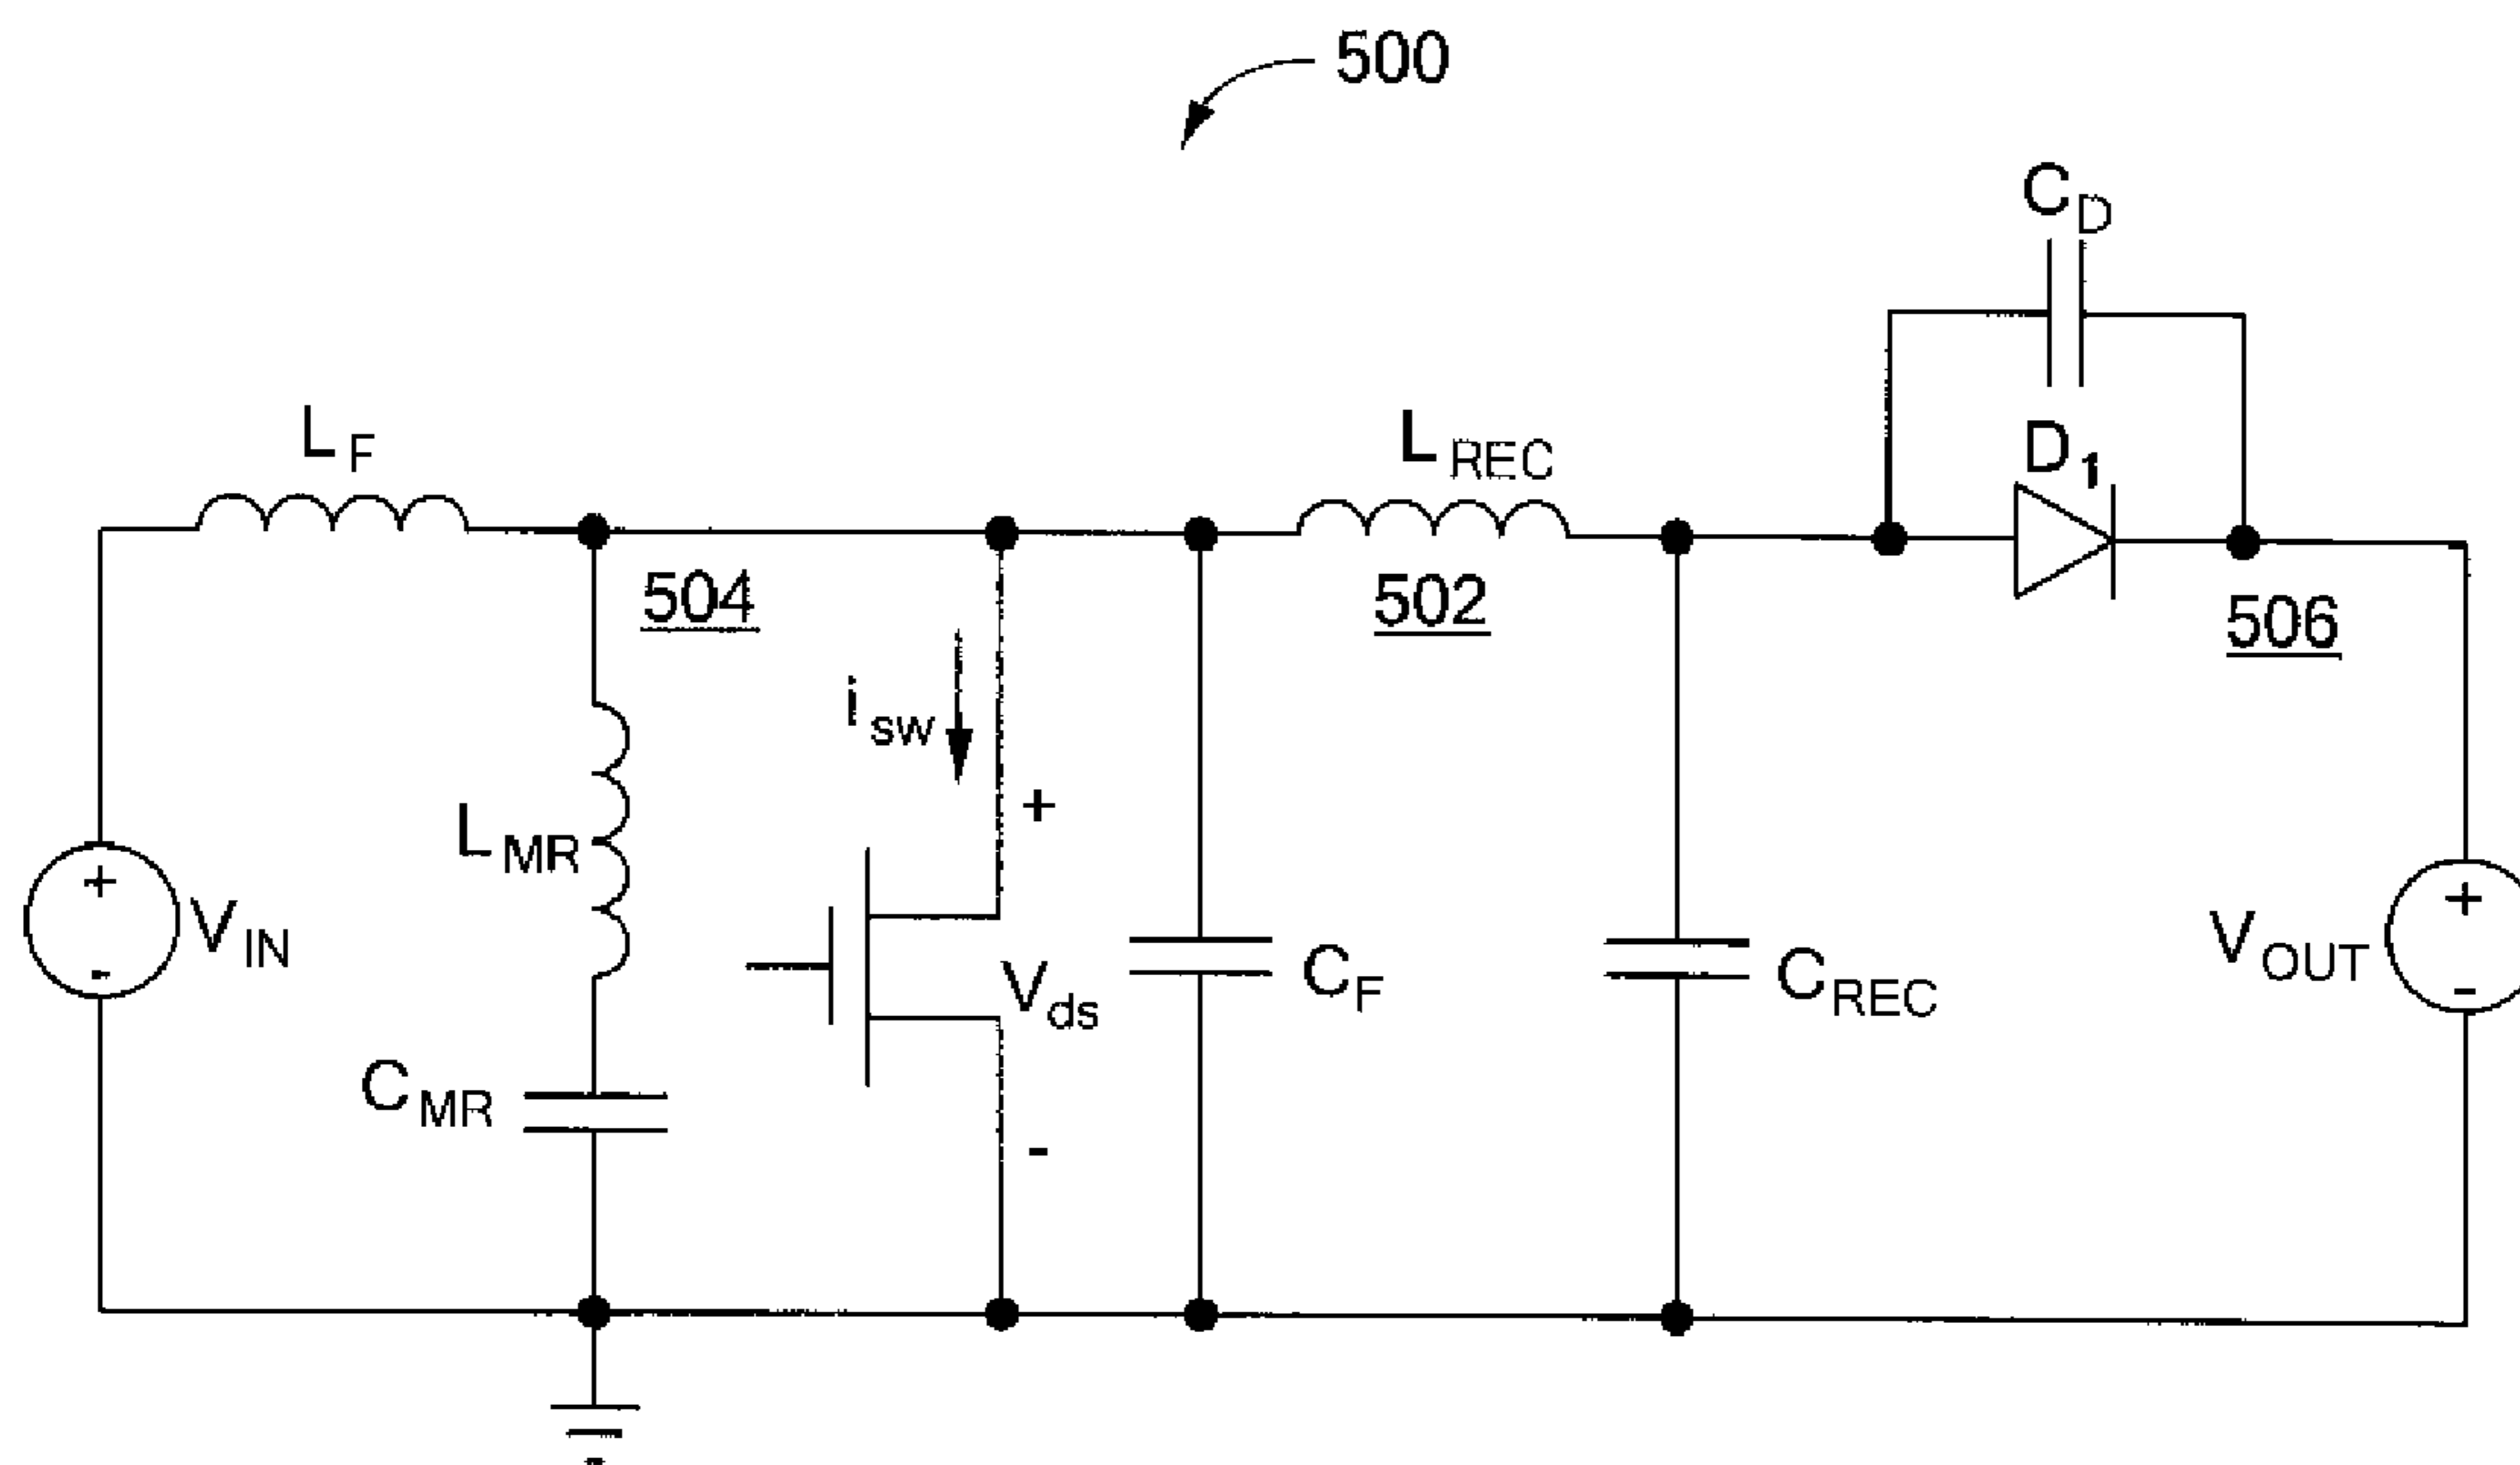 500
C_D
L_F
L_REC
D_1
504
502
506
i_sw
+
L_MR
+
-
V_IN
V_ds
C_F
C_REC
+
-
V_OUT
C_MR
-